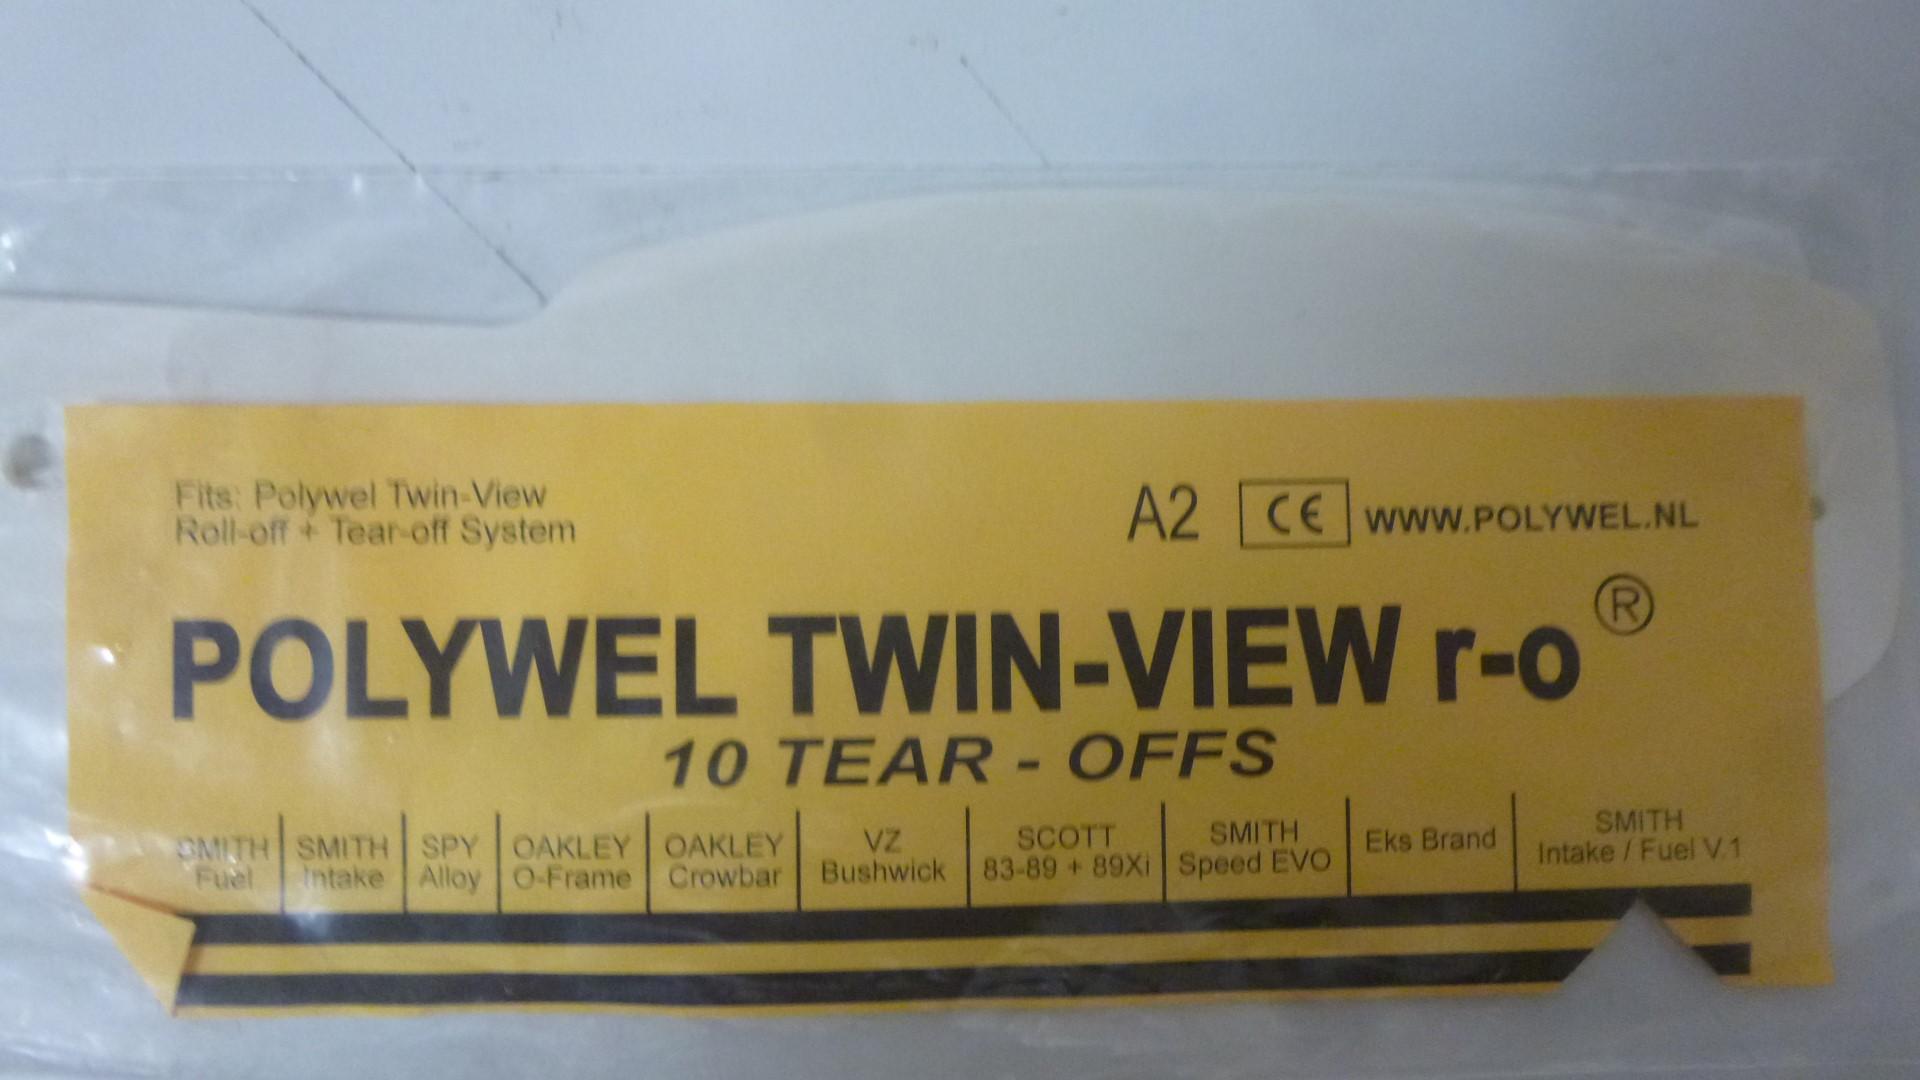 Fits: Polywel Twin-View
Roll-off + Tear-off System
A2 CE WWW.POLYWEL.NL
POLYWEL TWIN-VIEW r-o ®
10 TEAR - OFFS
SMITH Fuel
SMITH Intake
SPY Alloy
OAKLEY O-Frame
OAKLEY Crowbar
VZ Bushwick
SCOTT 83-89 + 89Xi
SMITH Speed EVO
Eks Brand
SMITH Intake / Fuel V.1